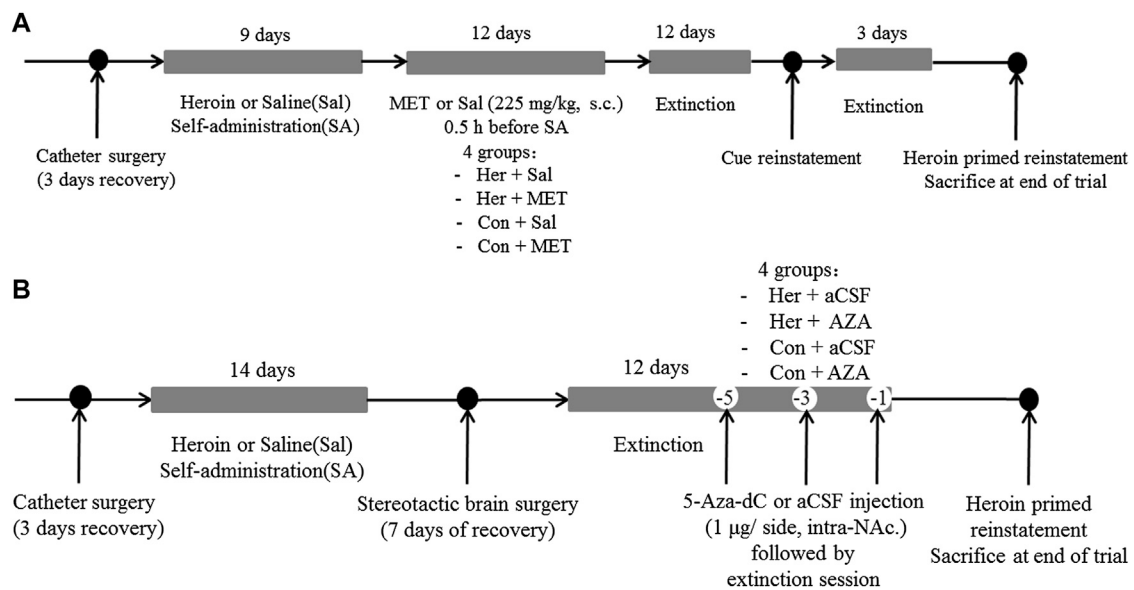 A
9 days
12 days
12 days
3 days
Heroin or Saline(Sal)
Self-administration(SA)
MET or Sal (225 mg/kg, s.c.)
0.5 h before SA
4 groups:
- Her + Sal
- Her + MET
- Con + Sal
- Con + MET
Extinction
Extinction
Catheter surgery
(3 days recovery)
Cue reinstatement
Heroin primed reinstatement
Sacrifice at end of trial
B
4 groups:
- Her + aCSF
- Her + AZA
- Con + aCSF
- Con + AZA
14 days
12 days
-5
-3
-1
Heroin or Saline(Sal)
Self-administration(SA)
Extinction
Catheter surgery
(3 days recovery)
Stereotactic brain surgery
(7 days of recovery)
5-Aza-dC or aCSF injection
(1 μg/ side, intra-NAc.)
followed by
extinction session
Heroin primed
reinstatement
Sacrifice at end of trial